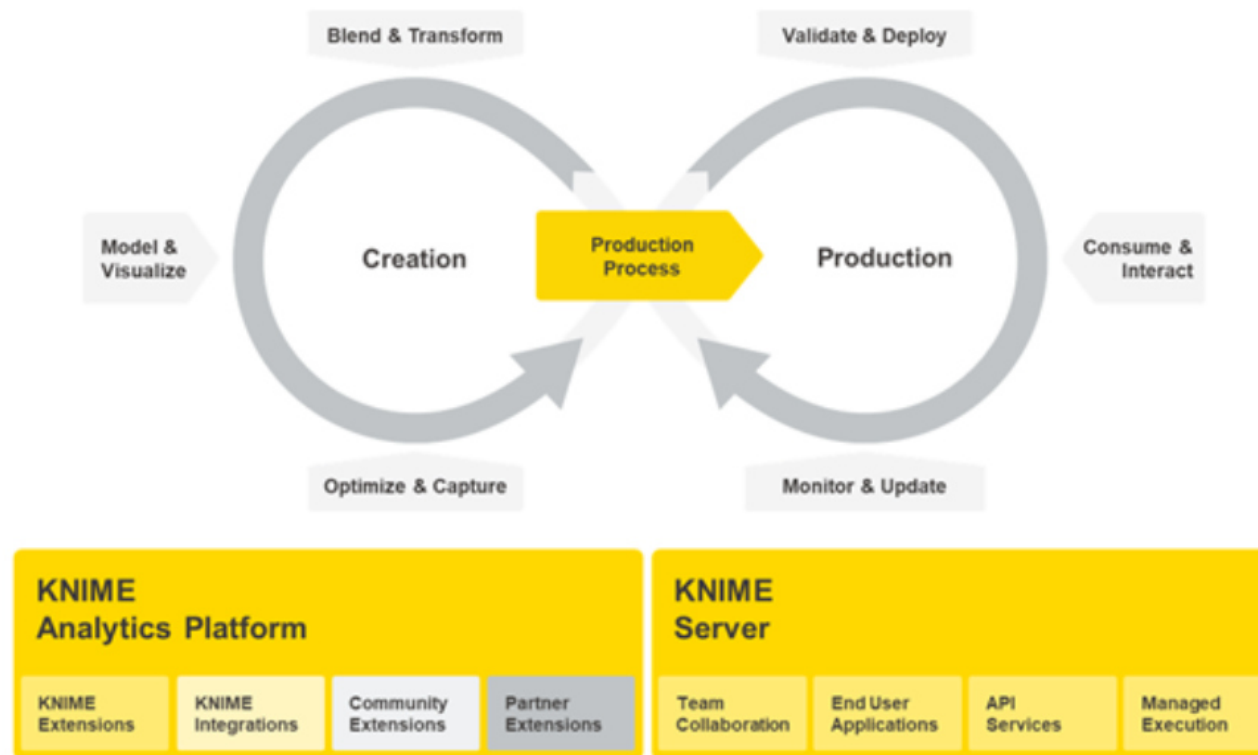 Blend & Transform
Validate & Deploy
Model &
Visualize
Creation
Production
Process
Production
Consume &
Interact
Optimize & Capture
Monitor & Update
KNIME
Analytics Platform
KNIME
Extensions
KNIME
Integrations
Community
Extensions
Partner
Extensions
KNIME
Server
Team
Collaboration
End User
Applications
API
Services
Managed
Execution